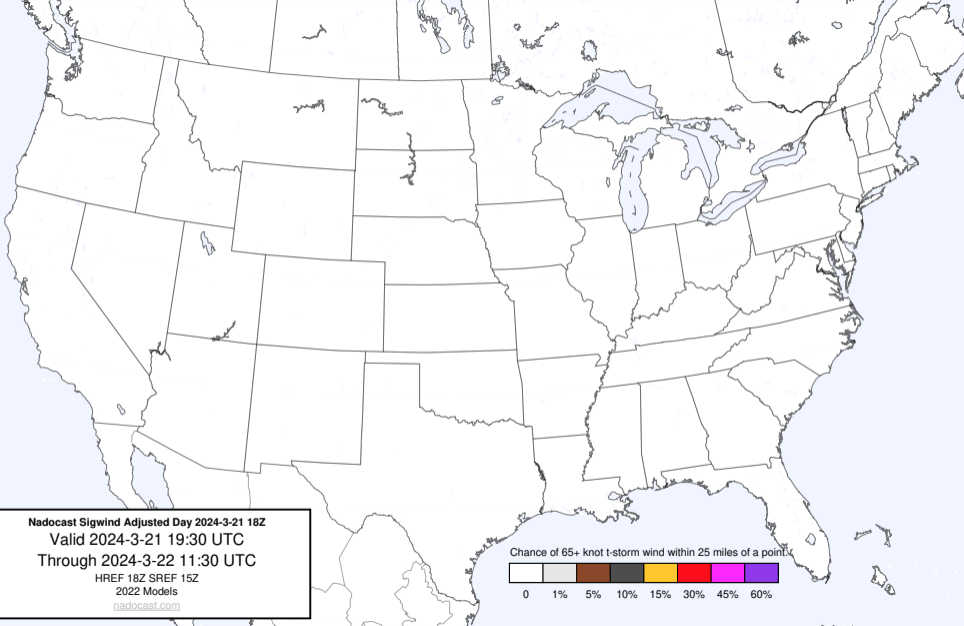 Nadocast Sigwind Adjusted Day 2024-3-21 18Z
Valid 2024-3-21 19:30 UTC
Through 2024-3-22 11:30 UTC
HREF 18Z SREF 15Z
2022 Models
nadocast.com
Chance of 65+ knot t-storm wind within 25 miles of a point.
0 1% 5% 10% 15% 30% 45% 60%